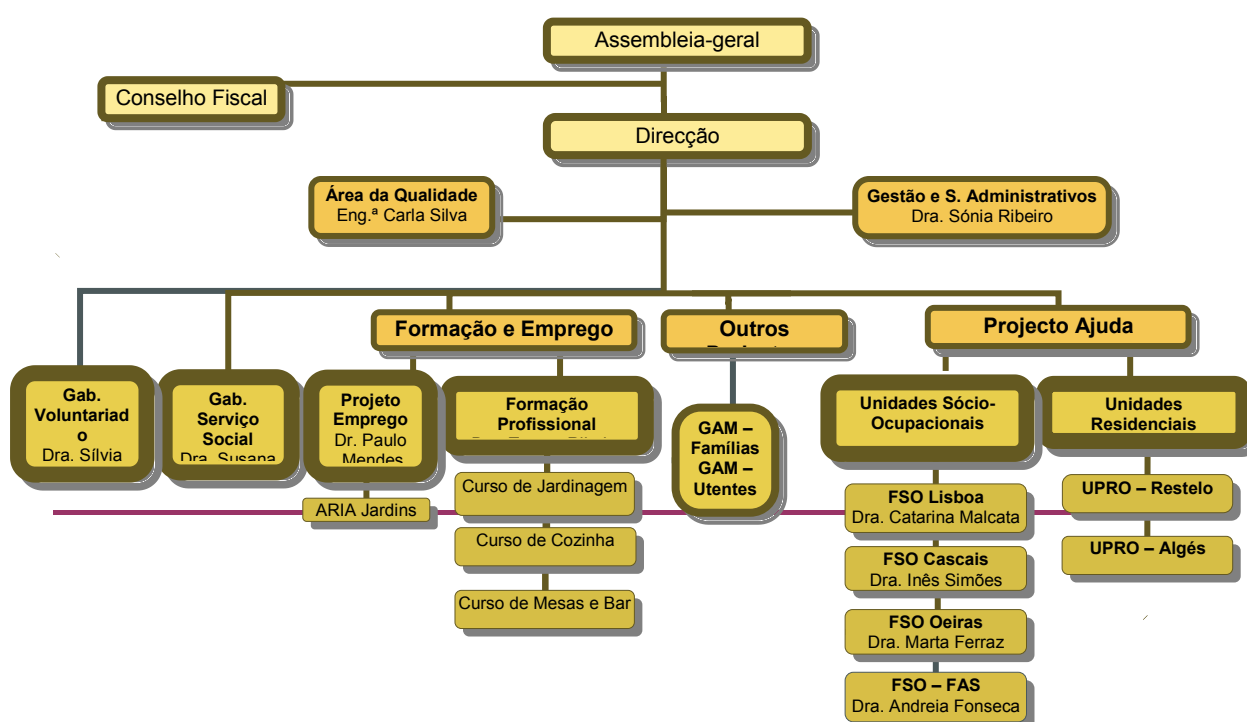 Assembleia-geral
Conselho Fiscal
Direcção
Área da Qualidade
Eng.ª Carla Silva
Gestão e S. Administrativos
Dra. Sónia Ribeiro
Formação e Emprego
Outros
Projecto Ajuda
Gab.
Voluntariad
o
Dra. Sílvia
Gab.
Serviço
Social
Dra. Susana
Projeto
Emprego
Dr. Paulo
Mendes
Formação
Profissional
Unidades Sócio-
Ocupacionais
Unidades
Residenciais
GAM –
Famílias
GAM –
Utentes
ARIA Jardins
Curso de Jardinagem
Curso de Cozinha
Curso de Mesas e Bar
FSO Lisboa
Dra. Catarina Malcata
FSO Cascais
Dra. Inês Simões
FSO Oeiras
Dra. Marta Ferraz
FSO – FAS
Dra. Andreia Fonseca
UPRO – Restelo
UPRO – Algés